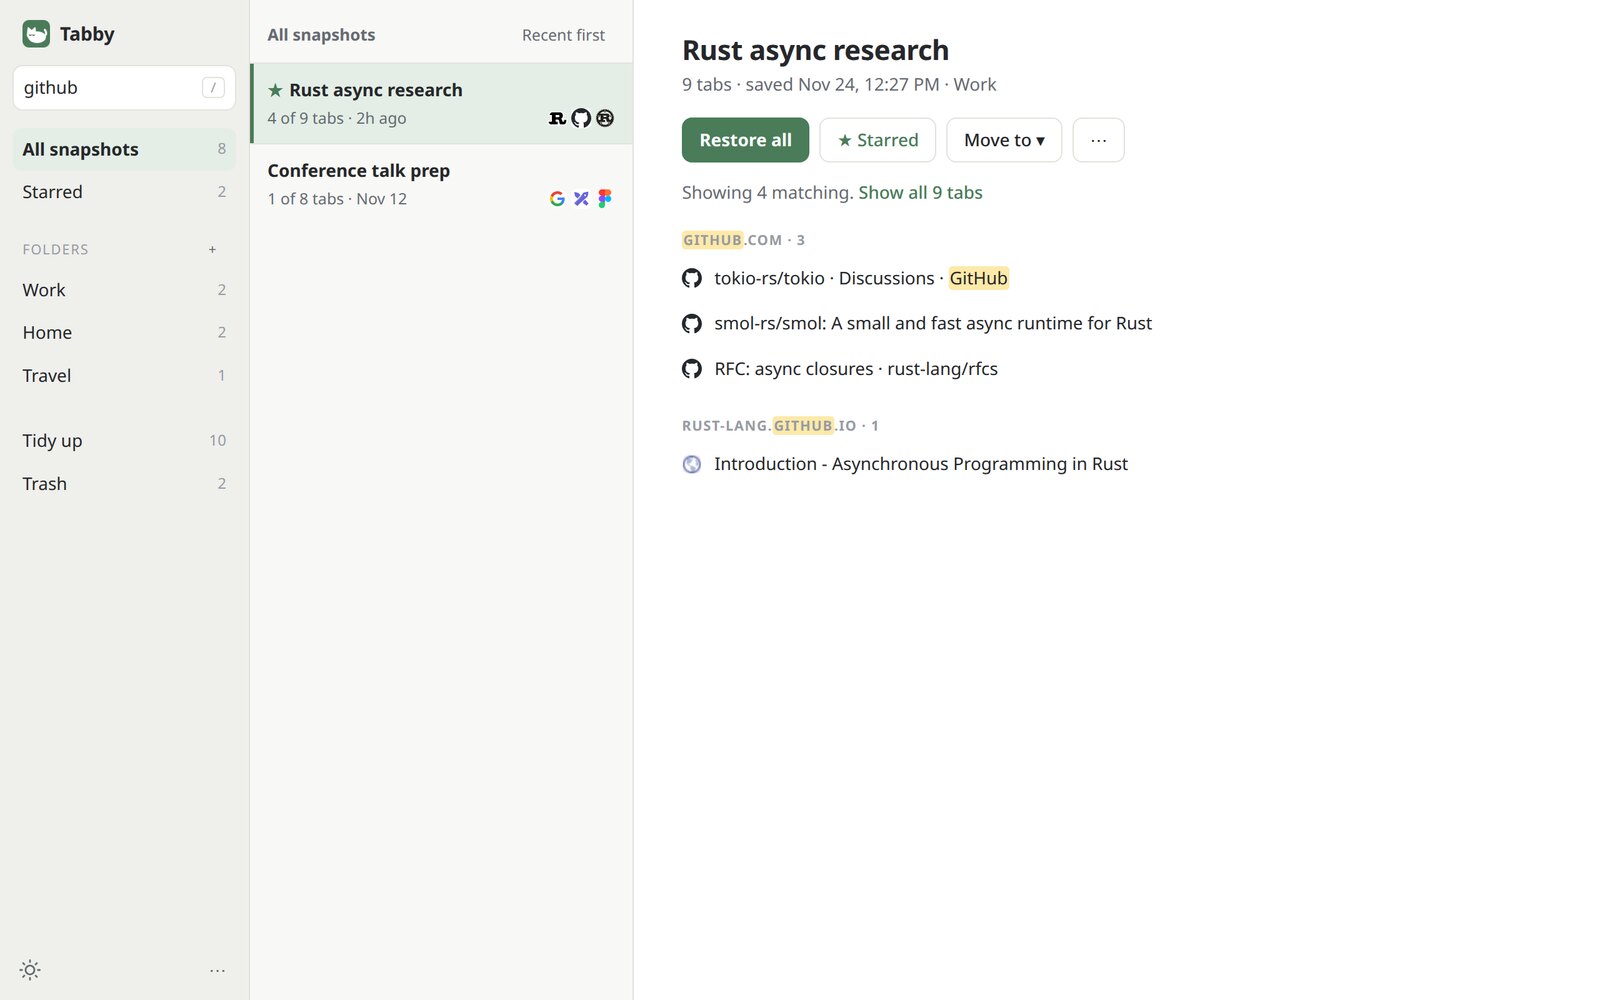 Tabby
github /
All snapshots 8
Starred 2
FOLDERS +
Work 2
Home 2
Travel 1
Tidy up 10
Trash 2
...
All snapshots Recent first
★ Rust async research
4 of 9 tabs · 2h ago
Conference talk prep
1 of 8 tabs · Nov 12
Rust async research
9 tabs · saved Nov 24, 12:27 PM · Work
Restore all ★ Starred Move to ▾ ...
Showing 4 matching. Show all 9 tabs
GITHUB.COM · 3
tokio-rs/tokio · Discussions · GitHub
smol-rs/smol: A small and fast async runtime for Rust
RFC: async closures · rust-lang/rfcs
RUST-LANG.GITHUB.IO · 1
Introduction - Asynchronous Programming in Rust